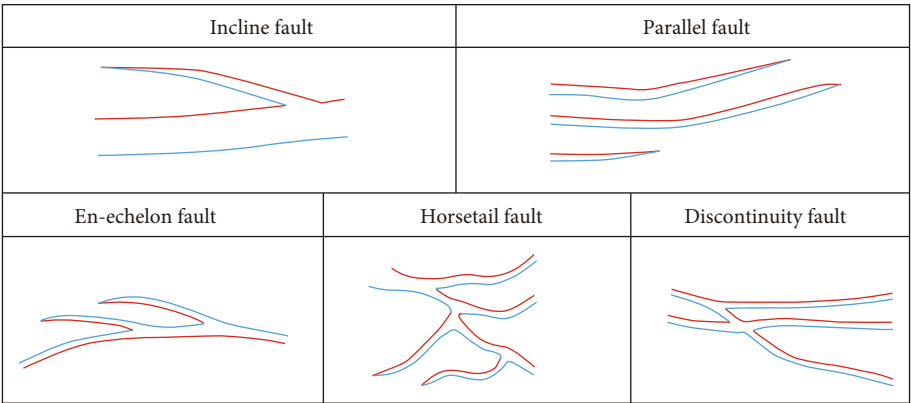 Incline fault
Parallel fault
En-echelon fault
Horsetail fault
Discontinuity fault